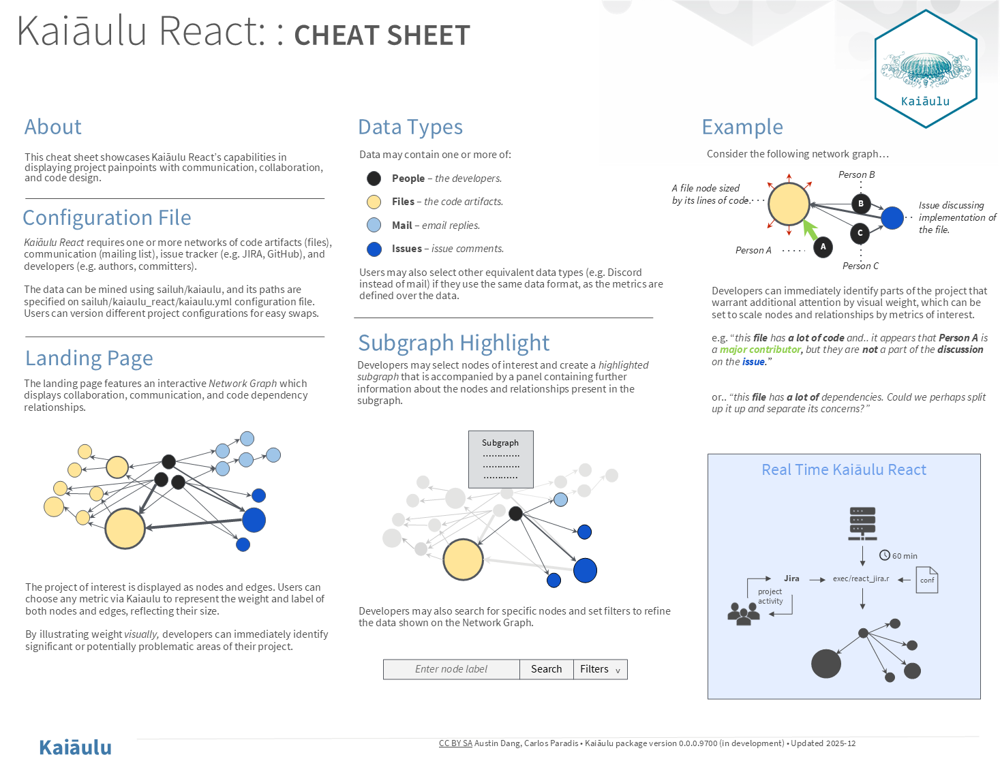 Kaiāulu React: : CHEAT SHEET
Kaiāulu
About
This cheat sheet showcases Kaiāulu React’s capabilities in
displaying project painpoints with communication, collaboration,
and code design.
Configuration File
Kaiāulu React requires one or more networks of code artifacts (files),
communication (mailing list), issue tracker (e.g. JIRA, GitHub), and
developers (e.g. authors, committers).
The data can be mined using sailuh/kaiaulu, and its paths are
specified on sailuh/kaiaulu_react/kaiaulu.yml configuration file.
Users can version different project configurations for easy swaps.
Landing Page
The landing page features an interactive Network Graph which
displays collaboration, communication, and code dependency
relationships.
The project of interest is displayed as nodes and edges. Users can
choose any metric via Kaiaulu to represent the weight and label of
both nodes and edges, reflecting their size.
By illustrating weight visually, developers can immediately identify
significant or potentially problematic areas of their project.
Data Types
Data may contain one or more of:
People – the developers.
Files – the code artifacts.
Mail – email replies.
Issues – issue comments.
Users may also select other equivalent data types (e.g. Discord
instead of mail) if they use the same data format, as the metrics are
defined over the data.
Subgraph Highlight
Developers may select nodes of interest and create a highlighted
subgraph that is accompanied by a panel containing further
information about the nodes and relationships present in the
subgraph.
Subgraph
.............
.............
............
Developers may also search for specific nodes and set filters to refine
the data shown on the Network Graph.
Enter node label Search Filters v
Example
Consider the following network graph…
Person B
A file node sized
by its lines of code.
B
Issue discussing
implementation of
the file.
C
A
Person A
Person C
Developers can immediately identify parts of the project that
warrant additional attention by visual weight, which can be
set to scale nodes and relationships by metrics of interest.
e.g. “this file has a lot of code and.. it appears that Person A is
a major contributor, but they are not a part of the discussion
on the issue.”
or.. “this file has a lot of dependencies. Could we perhaps split
up it up and separate its concerns?”
Real Time Kaiāulu React
60 min
Jira exec/react_jira.r conf
project
activity
Kaiāulu
CC BY SA Austin Dang, Carlos Paradis • Kaiāulu package version 0.0.0.9700 (in development) • Updated 2025-12